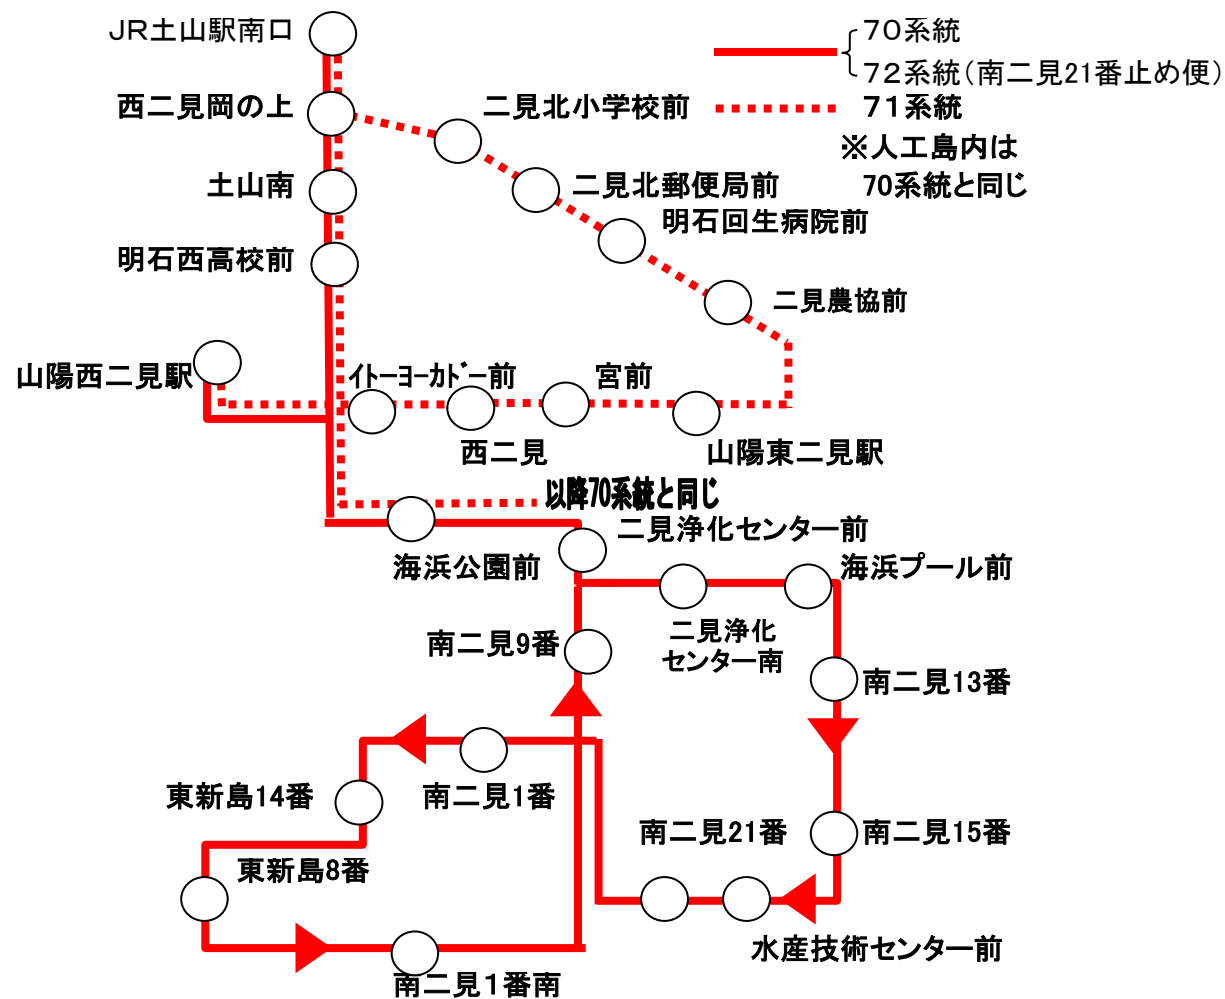 JR土山駅南口
70系統
72系統(南二見21番止め便)
西二見岡の上
二見北小学校前
71系統
※人工島内は
70系統と同じ
土山南
二見北郵便局前
明石回生病院前
明石西高校前
二見農協前
山陽西二見駅
イトーヨーカドー前
宮前
西二見
山陽東二見駅
以降70系統と同じ
二見浄化センター前
海浜公園前
海浜プール前
南二見9番
二見浄化
センター南
南二見13番
東新島14番
南二見1番
南二見21番
南二見15番
東新島8番
水産技術センター前
南二見1番南